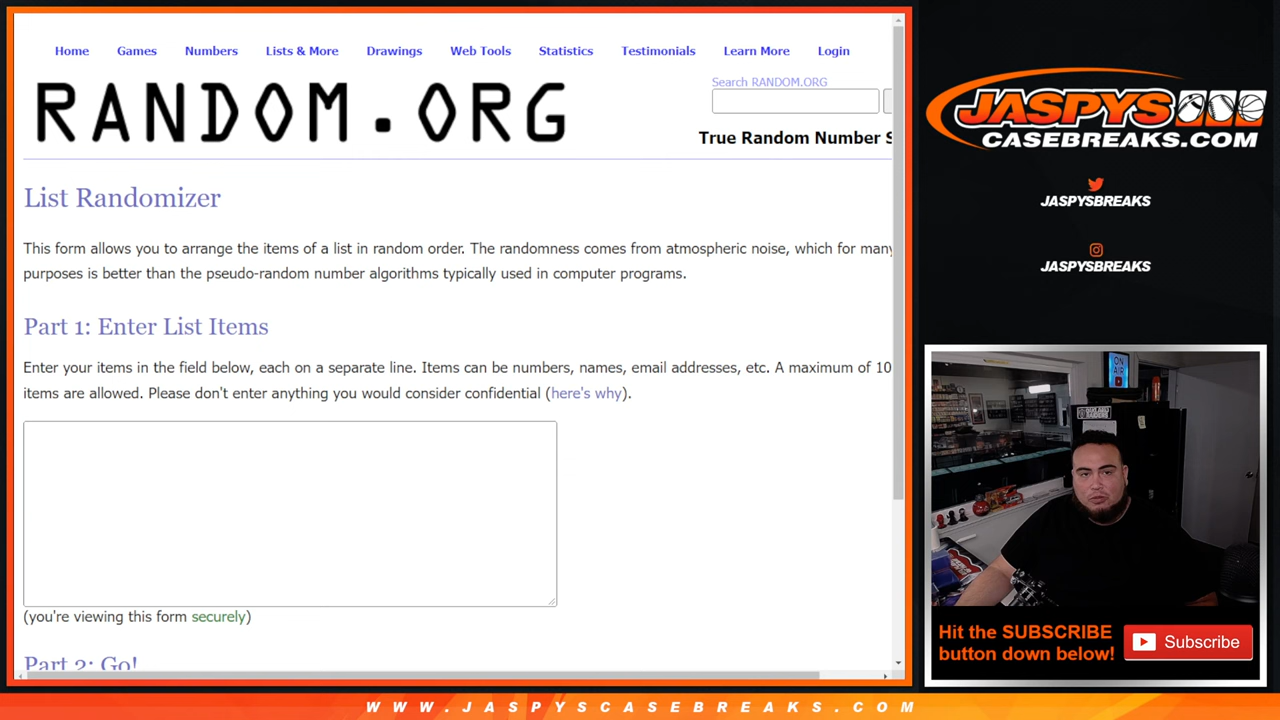 Home Games Numbers Lists & More Drawings Web Tools Statistics Testimonials Learn More Login
RANDOM.ORG
Search RANDOM.ORG
True Random Number S
List Randomizer
This form allows you to arrange the items of a list in random order. The randomness comes from atmospheric noise, which for many
purposes is better than the pseudo-random number algorithms typically used in computer programs.
Part 1: Enter List Items
Enter your items in the field below, each on a separate line. Items can be numbers, names, email addresses, etc. A maximum of 10
items are allowed. Please don't enter anything you would consider confidential (here's why).
(you're viewing this form securely)
Part 2: Go!
JASPYS
CASEBREAKS.COM
JASPYSBREAKS
JASPYSBREAKS
ON
AIR
Hit the SUBSCRIBE
button down below!
Subscribe
WWW.JASPYSCASEBREAKS.COM